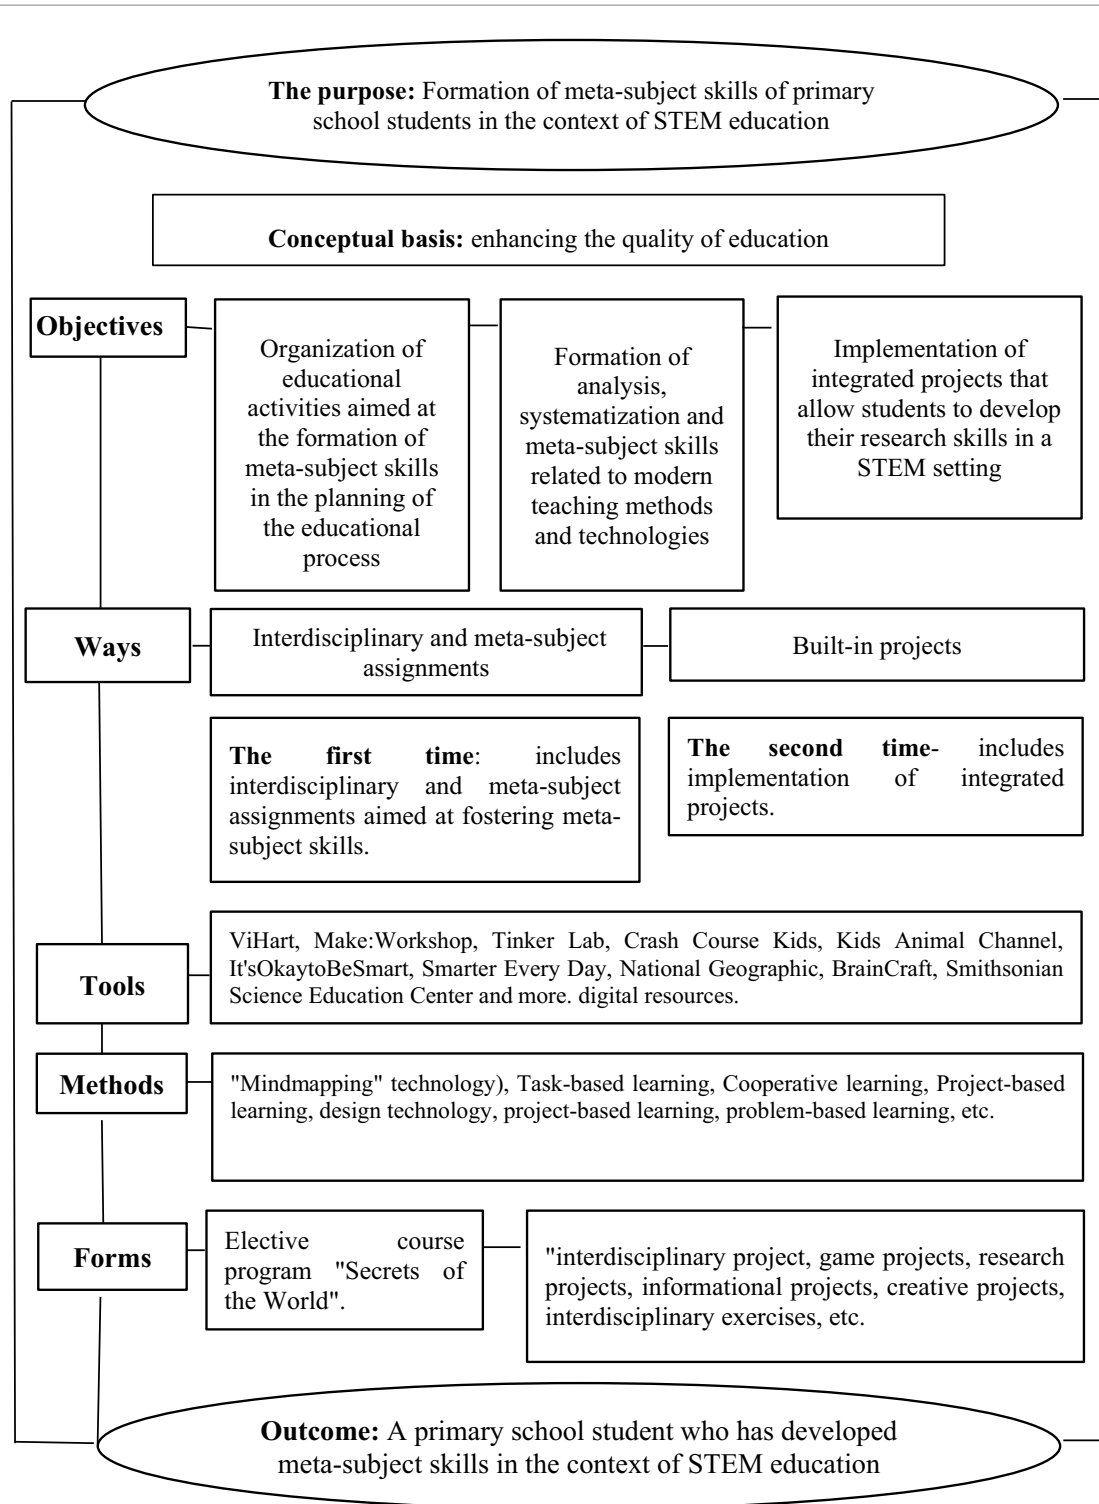 The purpose: Formation of meta-subject skills of primary
school students in the context of STEM education
Conceptual basis: enhancing the quality of education
Objectives
Organization of
educational
activities aimed at
the formation of
meta-subject skills
in the planning of
the educational
process
Formation of
analysis,
systematization and
meta-subject skills
related to modern
teaching methods
and technologies
Implementation of
integrated projects that
allow students to develop
their research skills in a
STEM setting
Ways
Interdisciplinary and meta-subject
assignments
Built-in projects
The first time: includes
interdisciplinary and meta-subject
assignments aimed at fostering meta-
subject skills.
The second time- includes
implementation of integrated
projects.
Tools
ViHart, Make:Workshop, Tinker Lab, Crash Course Kids, Kids Animal Channel,
It'sOkaytoBeSmart, Smarter Every Day, National Geographic, BrainCraft, Smithsonian
Science Education Center and more. digital resources.
Methods
"Mindmapping" technology), Task-based learning, Cooperative learning, Project-based
learning, design technology, project-based learning, problem-based learning, etc.
Forms
Elective course
program "Secrets of
the World".
"interdisciplinary project, game projects, research
projects, informational projects, creative projects,
interdisciplinary exercises, etc.
Outcome: A primary school student who has developed
meta-subject skills in the context of STEM education